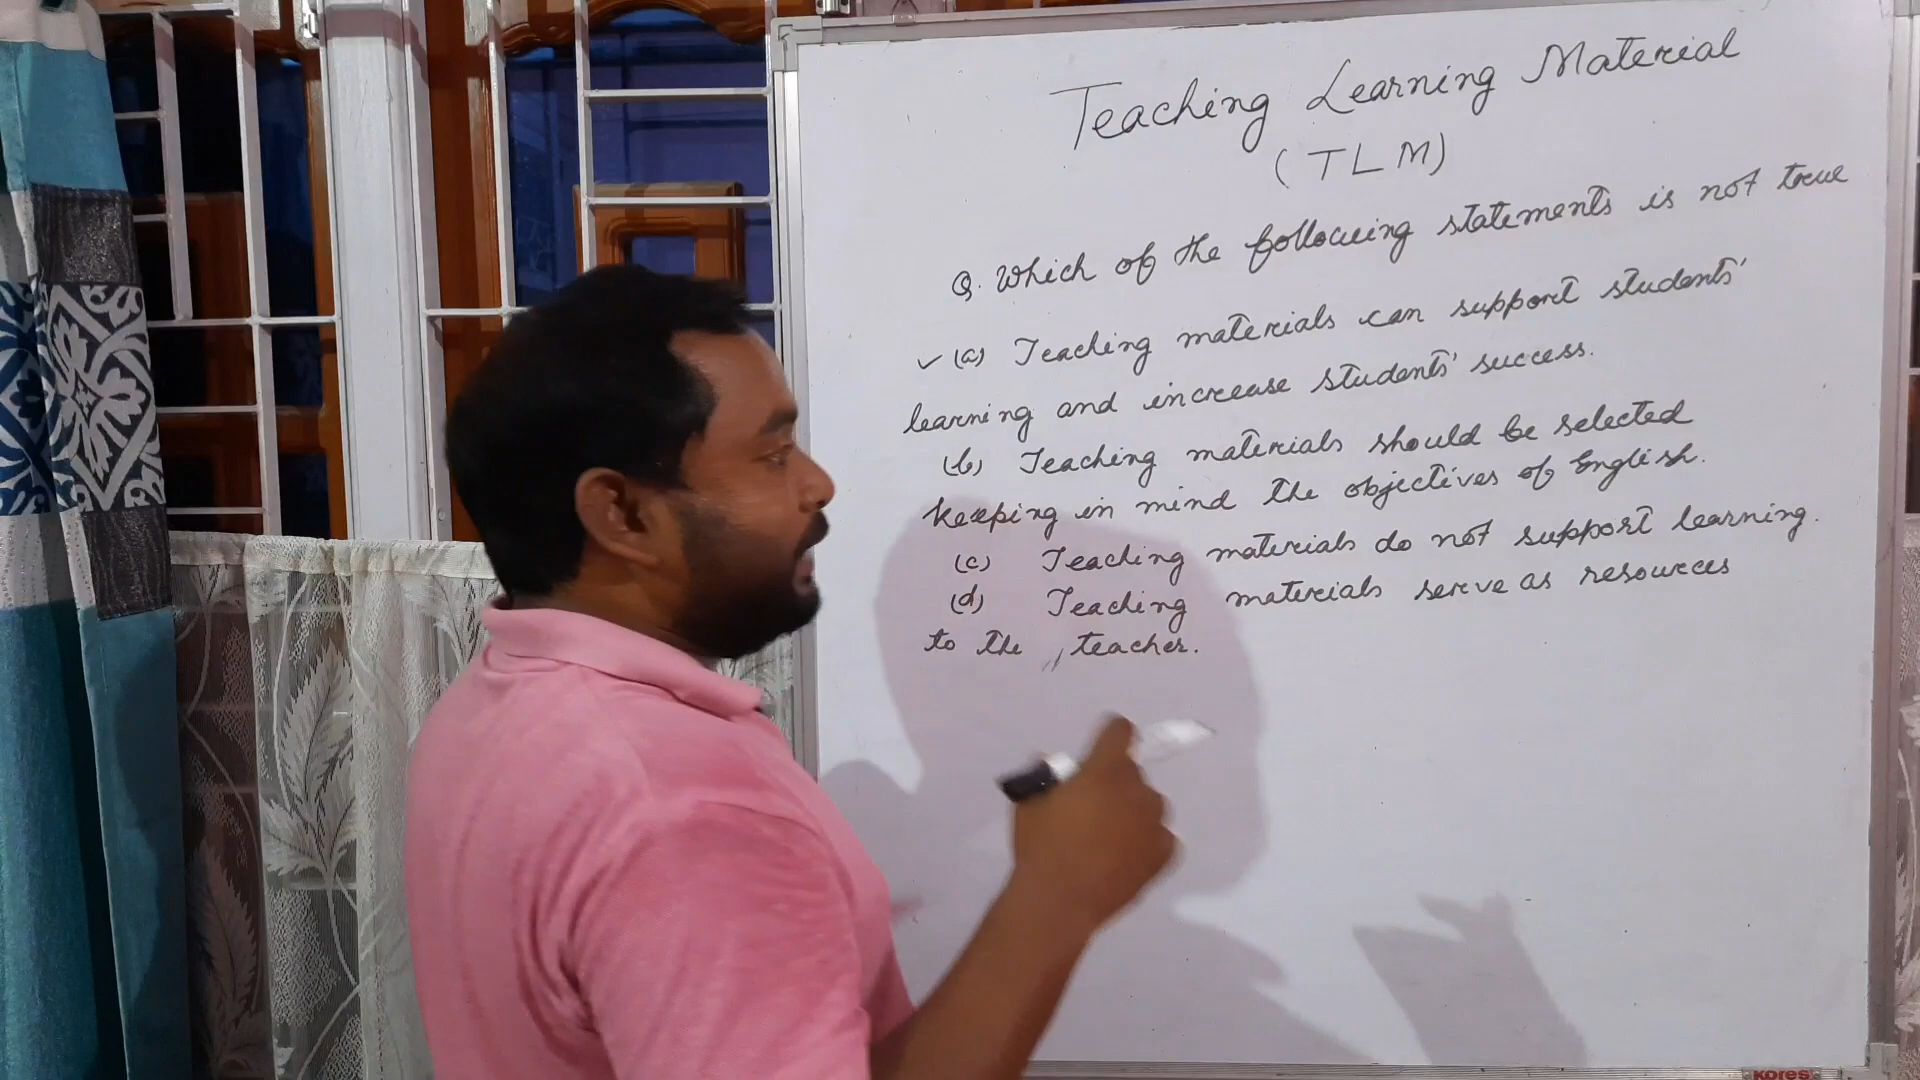 Teaching Learning Material
(TLM)
Q. Which of the following statements is not true
✓ (a) Teaching materials can support students'
learning and increase students' success.
(b) Teaching materials should be selected
keeping in mind the objectives of English.
(c) Teaching materials do not support learning.
(d) Teaching materials serve as resources
to the teacher.
KORES